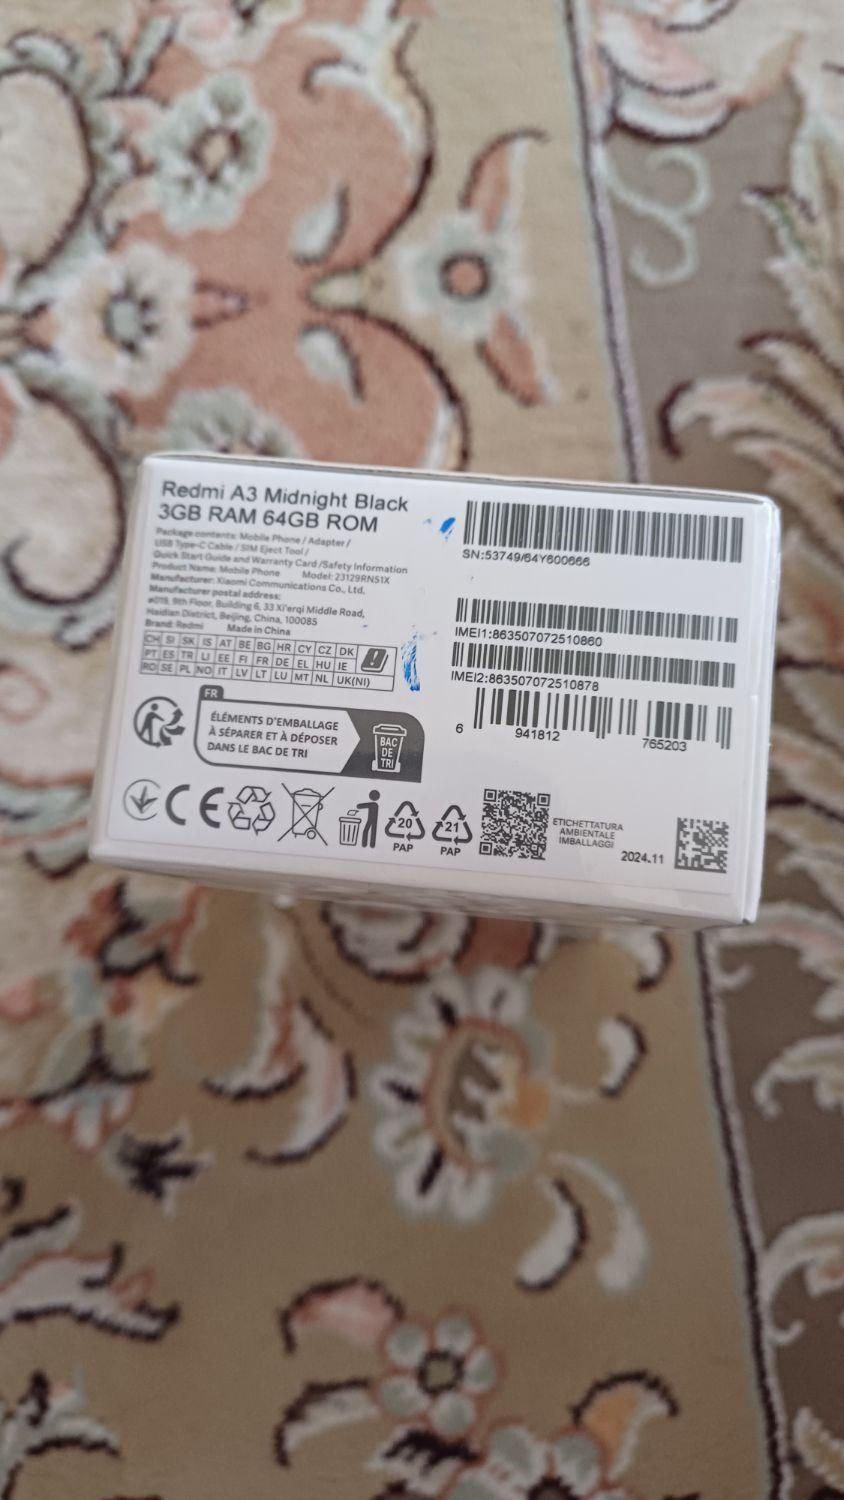 Redmi A3 Midnight Black
3GB RAM 64GB ROM
Package contents: Mobile Phone / Adapter /
USB Type-C Cable / SIM Eject Tool /
Quick Start Guide and Warranty Card /Safety Information
Product Name: Mobile Phone Model: 23129RN51X
Manufacturer: Xiaomi Communications Co., Ltd.
Manufacturer postal address:
#019, 9th Floor, Building 6, 33 Xi'erqi Middle Road,
Haidian District, Beijing, China, 100085
Brand: Redmi Made in China
CH SI SK IS AT BE BG HR CY CZ DK
PT ES TR LI EE FI FR DE EL HU IE
RO SE PL NO IT LV LT LU MT NL UK(NI)
SN:53749/64Y600666
IMEI1:863507072510860
IMEI2:863507072510878
6 941812 765203
FR
ÉLÉMENTS D'EMBALLAGE
À SÉPARER ET À DÉPOSER
DANS LE BAC DE TRI
BAC
DE
TRI
CE
20
PAP
21
PAP
ETICHETTATURA
AMBIENTALE
IMBALLAGGI
2024.11